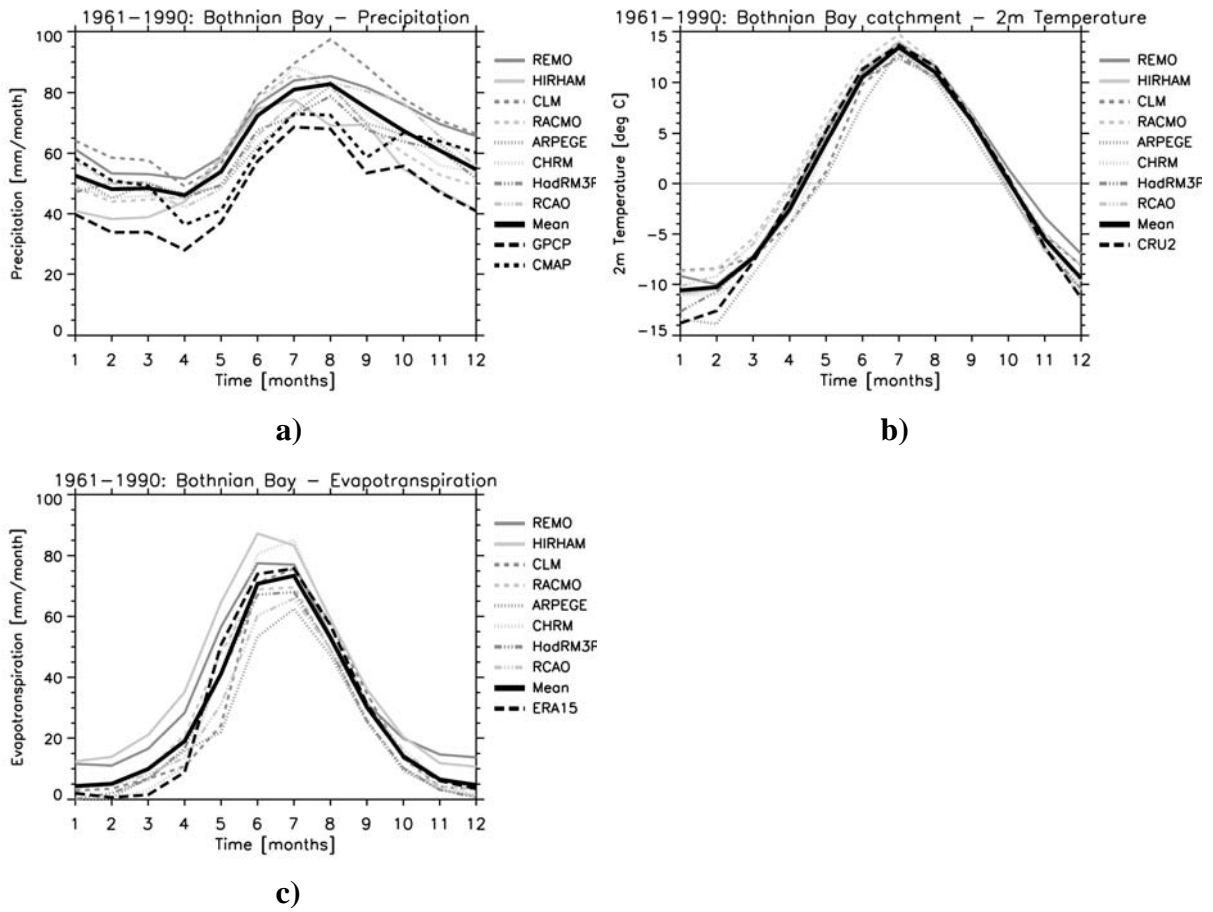 1961-1990: Bothnian Bay - Precipitation
Precipitation [mm/month]
100
80
60
40
20
0
1 2 3 4 5 6 7 8 9 10 11 12
Time [months]
REMO
HIRHAM
CLM
RACMO
ARPEGE
CHRM
HadRM3P
RCAO
Mean
GPCP
CMAP
a)
1961-1990: Bothnian Bay catchment - 2m Temperature
2m Temperature [deg C]
15
10
5
0
-5
-10
-15
1 2 3 4 5 6 7 8 9 10 11 12
Time [months]
REMO
HIRHAM
CLM
RACMO
ARPEGE
CHRM
HadRM3P
RCAO
Mean
CRU2
b)
1961-1990: Bothnian Bay - Evapotranspiration
Evapotranspiration [mm/month]
100
80
60
40
20
0
1 2 3 4 5 6 7 8 9 10 11 12
Time [months]
REMO
HIRHAM
CLM
RACMO
ARPEGE
CHRM
HadRM3P
RCAO
Mean
ERA15
c)